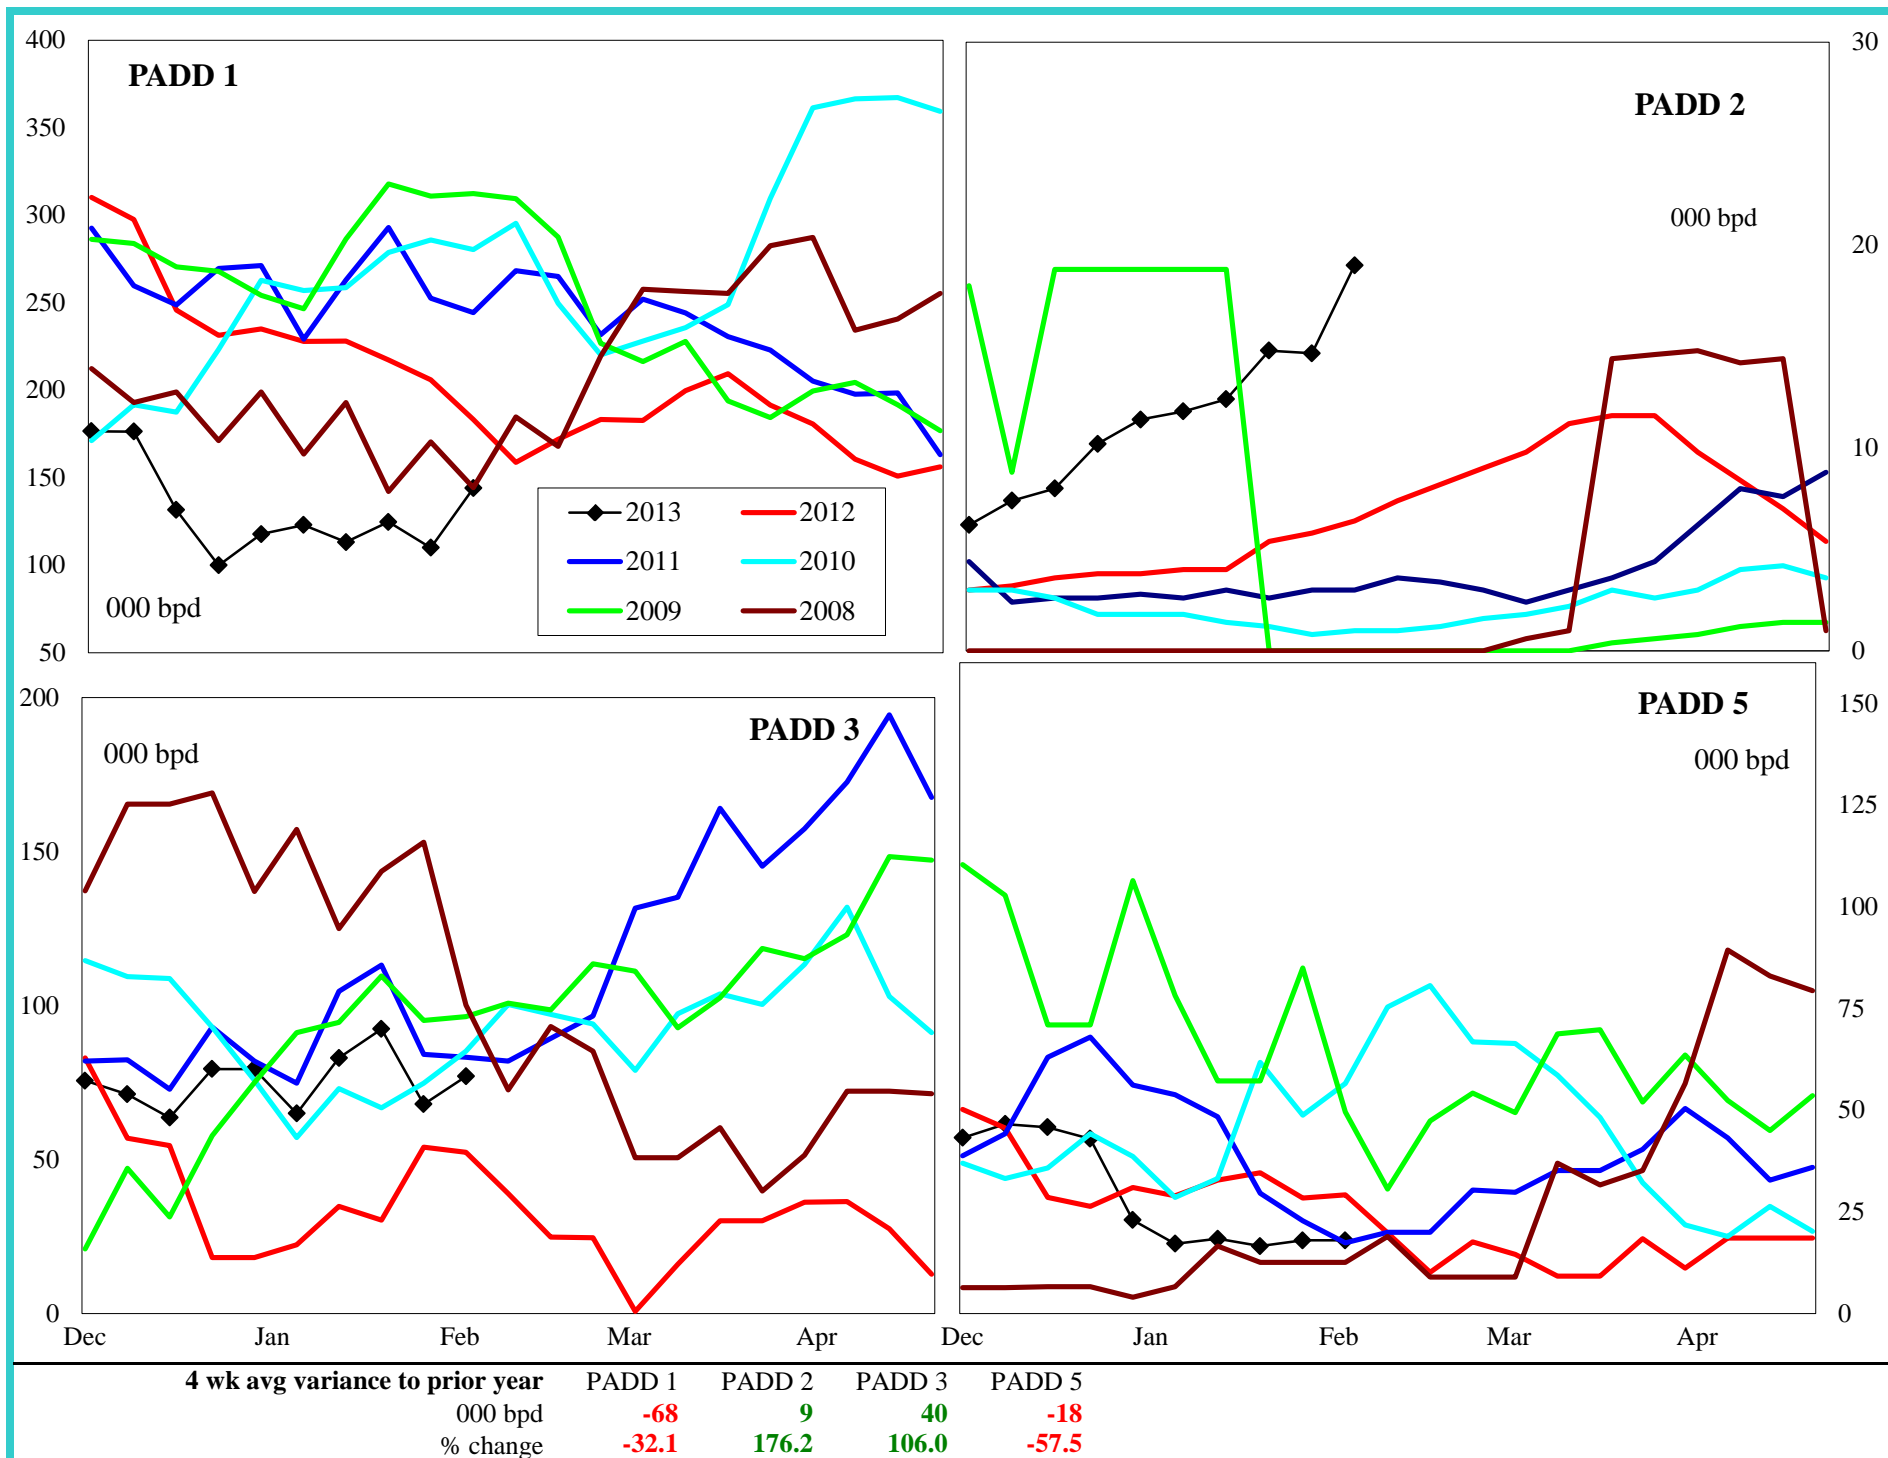 400
350
300
250
200
150
100
50
PADD 1
000 bpd
2013 2012
2011 2010
2009 2008
PADD 2
000 bpd
30
20
10
0
200
150
100
50
0
PADD 3
000 bpd
Dec Jan Feb Mar Apr
PADD 5
000 bpd
150
125
100
75
50
25
0
Dec Jan Feb Mar Apr
4 wk avg variance to prior year PADD 1 PADD 2 PADD 3 PADD 5
000 bpd -68 9 40 -18
% change -32.1 176.2 106.0 -57.5